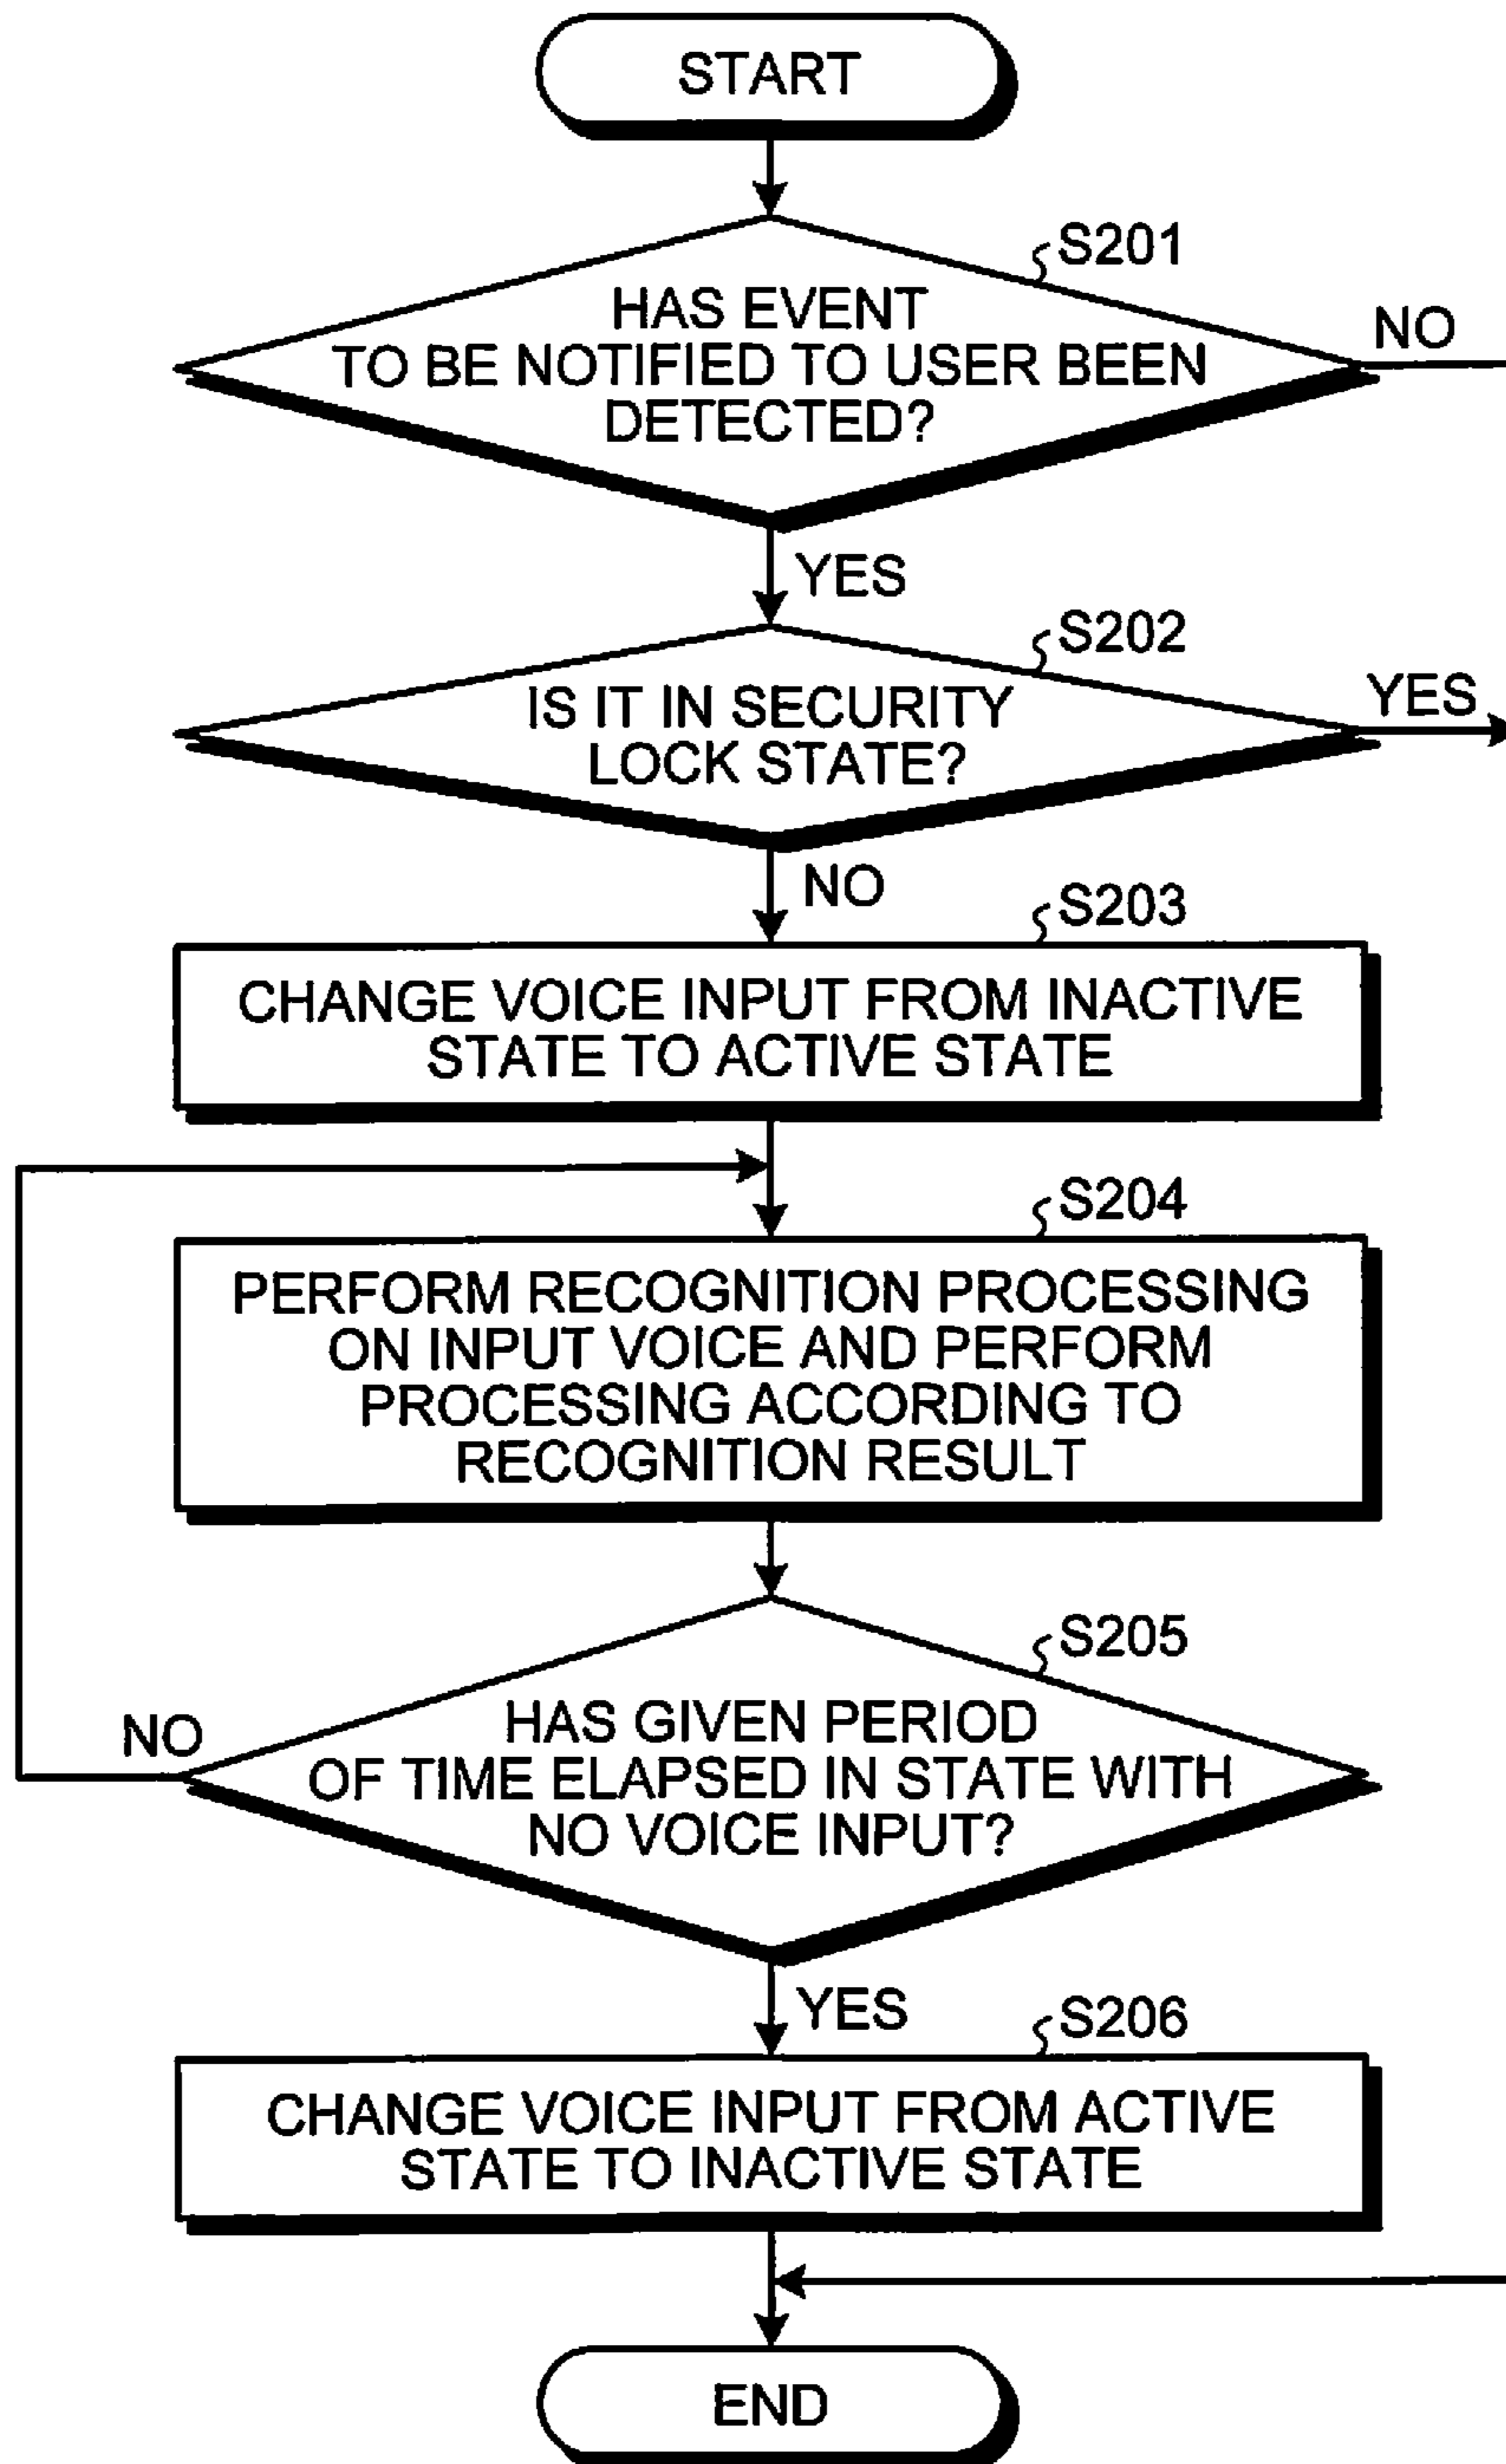 START
S201
HAS EVENT
TO BE NOTIFIED TO USER BEEN
DETECTED?
NO
YES
S202
IS IT IN SECURITY
LOCK STATE?
YES
NO
S203
CHANGE VOICE INPUT FROM INACTIVE
STATE TO ACTIVE STATE
S204
PERFORM RECOGNITION PROCESSING
ON INPUT VOICE AND PERFORM
PROCESSING ACCORDING TO
RECOGNITION RESULT
S205
HAS GIVEN PERIOD
OF TIME ELAPSED IN STATE WITH
NO VOICE INPUT?
NO
YES
S206
CHANGE VOICE INPUT FROM ACTIVE
STATE TO INACTIVE STATE
END